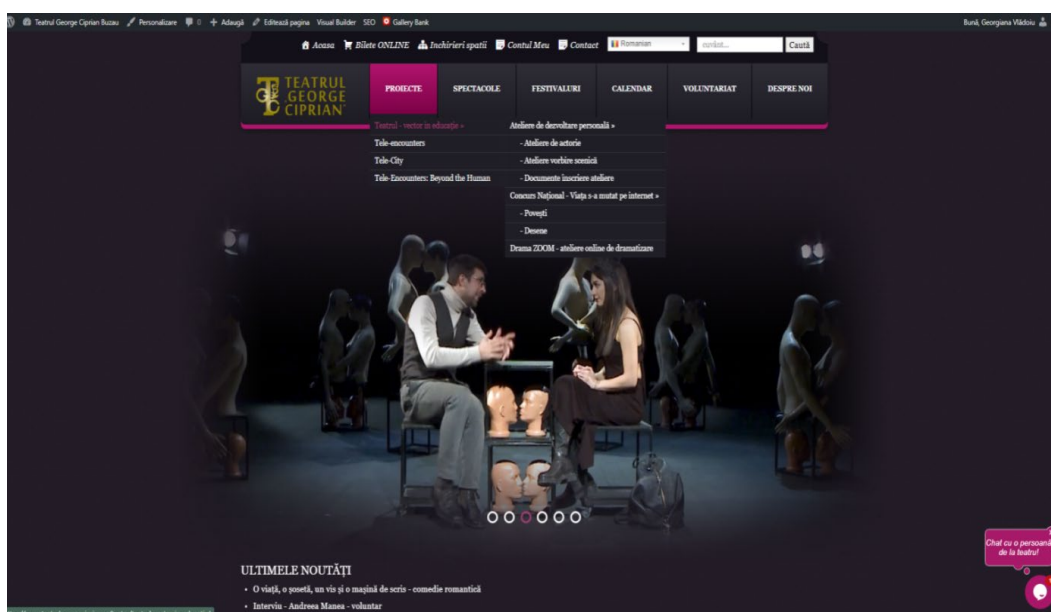 Teatrul George Ciprian Buzau Personalizare 0 Adaugă Editează pagina Visual Builder SEO Gallery Bank Bună, Georgiana Vlădoiu
Acasa Bilete ONLINE Inchirieri spatii Contul Meu Contact Romanian cuvânt... Caută
TEATRUL
GEORGE
CIPRIAN
PROIECTE SPECTACOLE FESTIVALURI CALENDAR VOLUNTARIAT DESPRE NOI
Teatrul - vector în educație »
Tele-encounters
Tele-City
Tele-Encounters: Beyond the Human
Ateliere de dezvoltare personală »
- Ateliere de actorie
- Ateliere vorbire scenică
- Documente înscriere ateliere
Concurs Național - Viața s-a mutat pe internet »
- Povești
- Desene
Drama ZOOM - ateliere online de dramatizare
Chat cu o persoană
de la teatru!
ULTIMELE NOUTĂȚI
• O viață, o șosetă, un vis și o mașină de scris - comedie romantică
• Interviu - Andreea Manea - voluntar